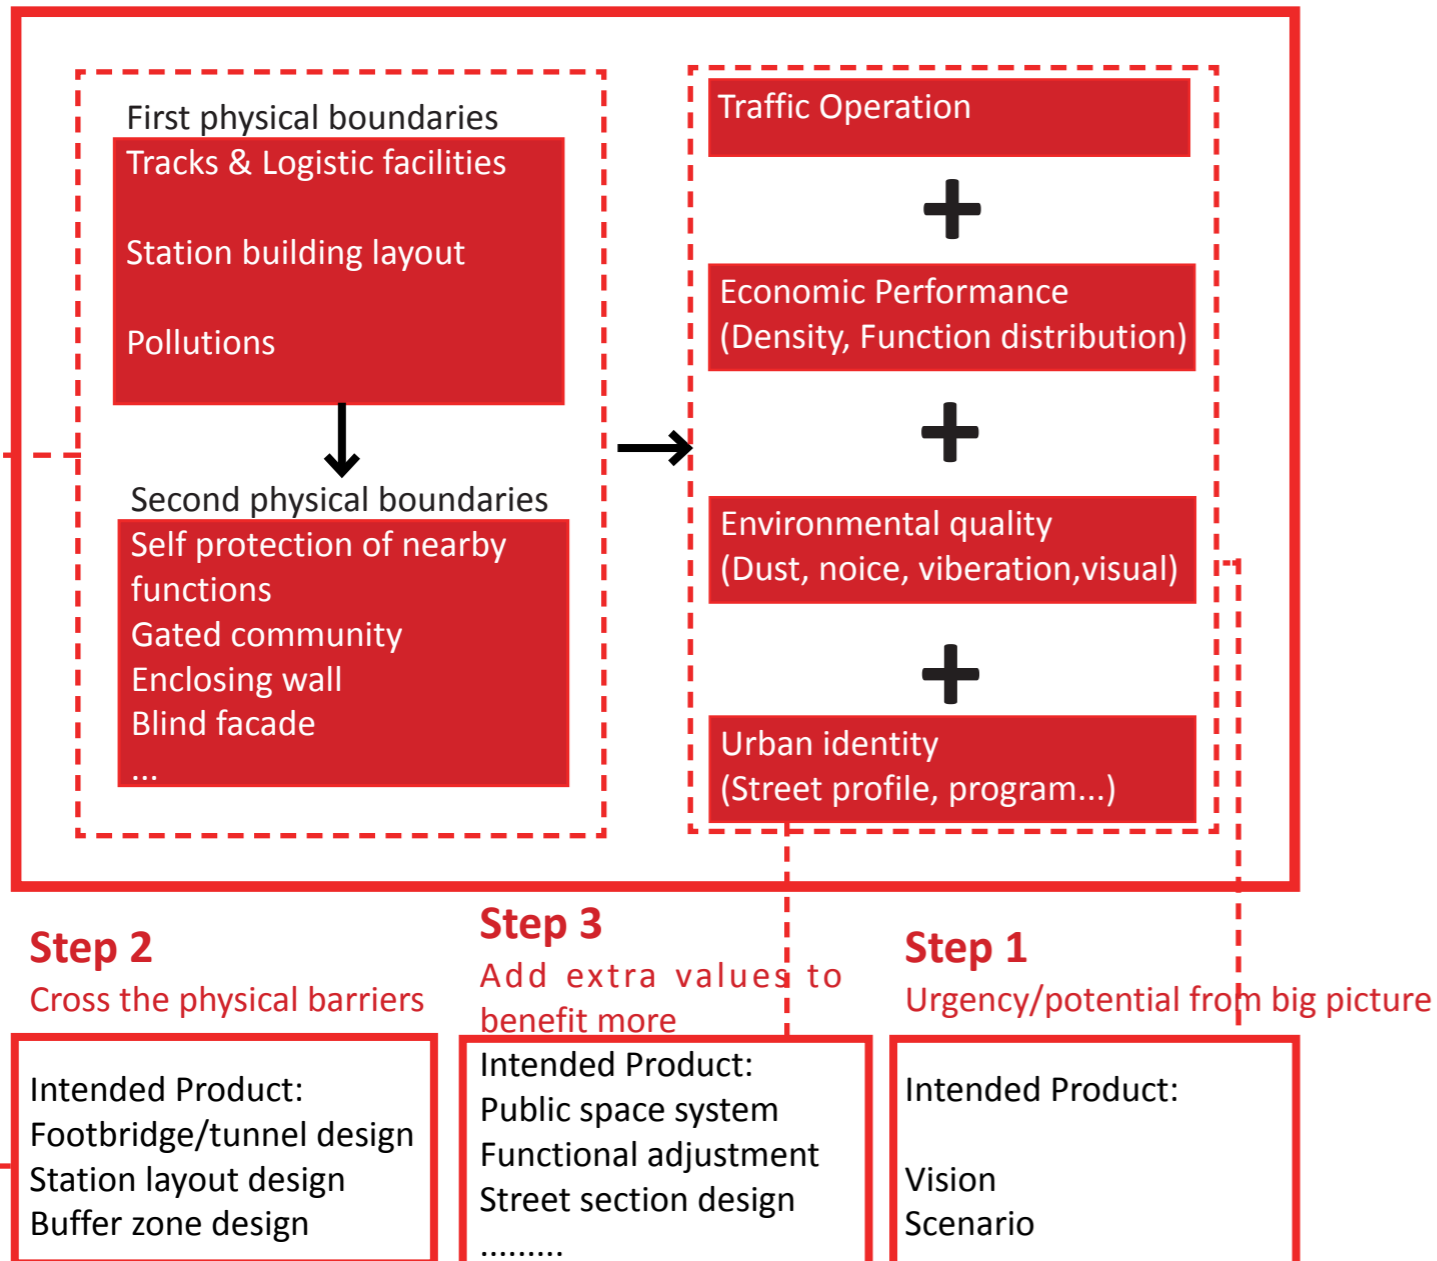 First physical boundaries
Tracks & Logistic facilities
Station building layout
Pollutions
Second physical boundaries
Self protection of nearby
functions
Gated community
Enclosing wall
Blind facade
...
Traffic Operation
+
Economic Performance
(Density, Function distribution)
+
Environmental quality
(Dust, noice, viberation,visual)
+
Urban identity
(Street profile, program...)
Step 2
Cross the physical barriers
Intended Product:
Footbridge/tunnel design
Station layout design
Buffer zone design
Step 3
Add extra values to
benefit more
Intended Product:
Public space system
Functional adjustment
Street section design
.........
Step 1
Urgency/potential from big picture
Intended Product:
Vision
Scenario